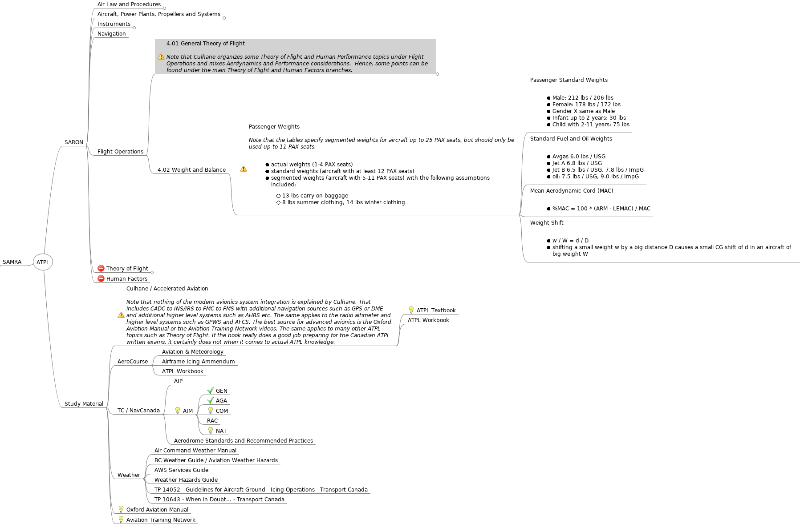 Air Law and Procedures
Aircraft, Power Plants, Propellers and Systems
Instruments
Navigation
4.01 General Theory of Flight
Note that Culhane organizes some Theory of Flight and Human Performance topics under Flight
Operations and mixes Aerdynamics and Performance considerations. Hence, some points can be
found under the main Theory of Flight and Human Factors branches.
Passenger Standard Weights
Male: 212 lbs / 206 lbs
Female: 178 lbs / 172 lbs
Gender X same as Male
Infant up to 2 years: 30 lbs
Child with 2-11 years: 75 lbs
Passenger Weights
Note that the tables specify segmented weights for aircraft up to 25 PAX seats, but should only be
used up to 11 PAX seats.
SARON
Standard Fuel and Oil Weights
Flight Operations
Avgas 6.0 lbs / USG
Jet A 6.8 lbs / USG
Jet B 6.5 lbs / USG, 7.8 lbs / ImpG
oil: 7.5 lbs / USG, 9.0 lbs / ImpG
4.02 Weight and Balance
actual weights (1-4 PAX seats)
standard weights (aircraft with at least 12 PAX seats)
segmented weights (aircraft with 5-11 PAX seats) with the following assumptions
included:
13 lbs carry on baggage
8 lbs summer clothing, 14 lbs winter clothing
Mean Aerodynamic Cord (MAC)
%MAC = 100 * (ARM - LEMAC) / MAC
Weight Shift
w / W = d / D
shifting a small weight w by a big distance D causes a small CG shift of d in an aircraft of
big weight W
SAMRA
ATPL
Theory of Flight
Human Factors
Culhane / Accelerated Aviation
Note that nothing of the modern avionics system integration is explained by Culhane. That
includes CADC to INS/IRS to FMC to FMS with additional navigation sources such as GPS or DME
and additional higher level systems such as AHRS etc. The same applies to the radio altimeter and
higher level systems such as GPWS and AFCS. The best source for advanced avionics is the Oxford
Aviation Manual or the Aviation Training Network videos. The same applies to many other ATPL
topics such as Theory of Flight. If the book really does a good job preparing for the Canadian ATPL
written exams, it certainly does not when it comes to actual ATPL knowledge.
ATPL Textbook
ATPL Workbook
AeroCourse
Aviation & Meteorology
Airframe Icing Ammendum
ATPL Workbook
Study Material
TC / NavCanada
AIP
AIM
GEN
AGA
COM
RAC
NAT
Aerodrome Standards and Recommended Practices
Weather
Air Command Weather Manual
BC Weather Guide / Aviation Weather Hazards
AWS Services Guide
Weather Hazards Guide
TP 14052 - Guidelines for Aircraft Ground - Icing Operations - Transport Canada
TP 10643 - When in Doubt... - Transport Canada
Oxford Aviation Manual
Aviation Training Network